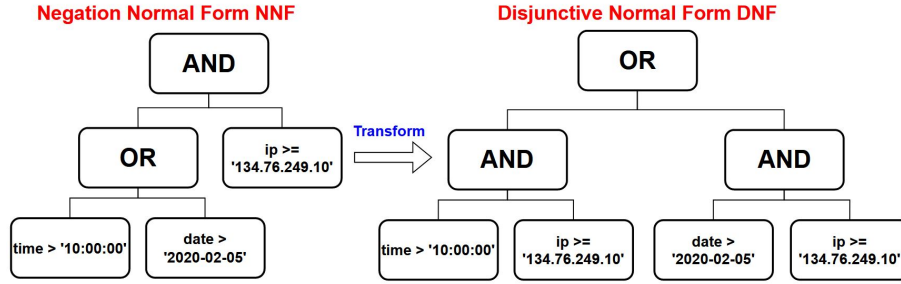 Negation Normal Form NNF
Disjunctive Normal Form DNF
AND
OR
OR
ip >=
'134.76.249.10'
Transform
AND
AND
time > '10:00:00'
date >
'2020-02-05'
time > '10:00:00'
ip >=
'134.76.249.10'
date >
'2020-02-05'
ip >=
'134.76.249.10'